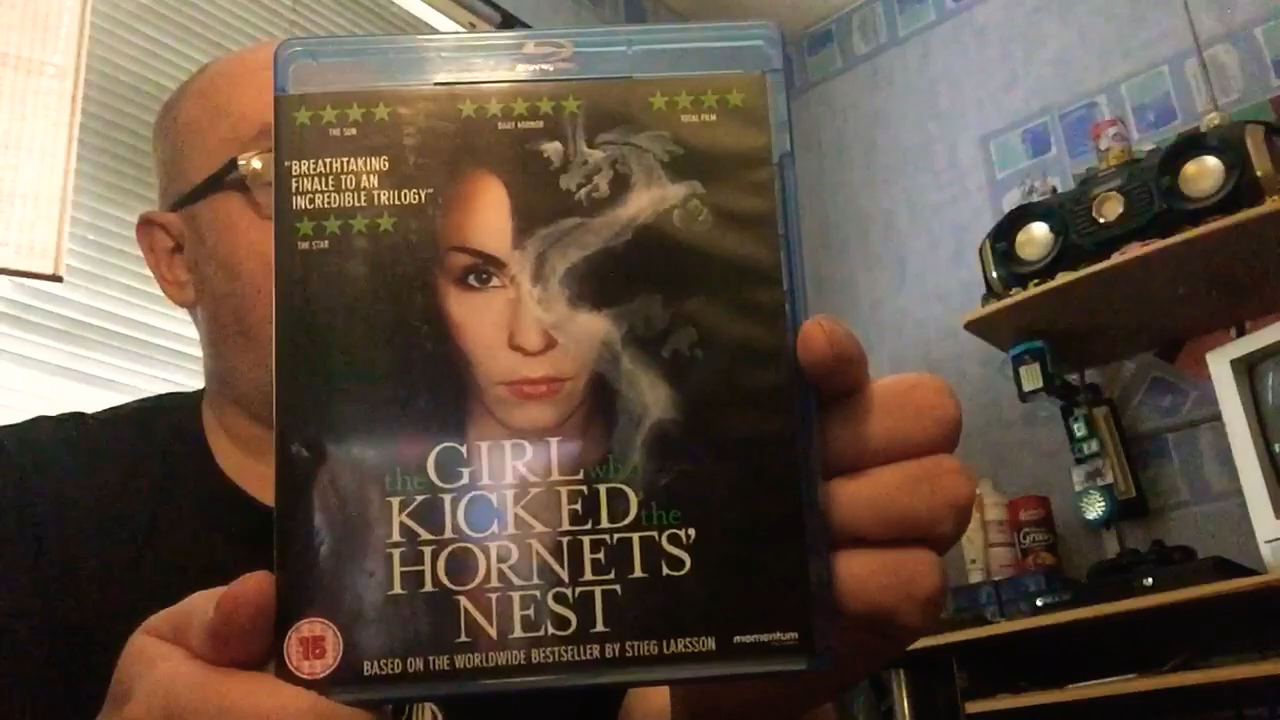 THE SUN
DAILY MIRROR
TOTAL FILM
"BREATHTAKING
FINALE TO AN
INCREDIBLE TRILOGY"
THE STAR
the GIRL who
KICKED the
HORNETS'
NEST
15
BASED ON THE WORLDWIDE BESTSELLER BY STIEG LARSSON
momentum
Gravy